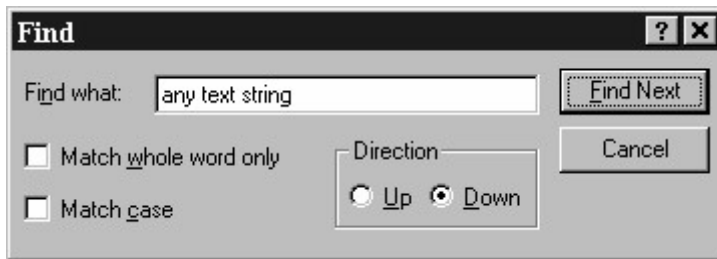 Find ?
Find what: any text string Find Next
Match whole word only Direction Cancel
Match case Up Down